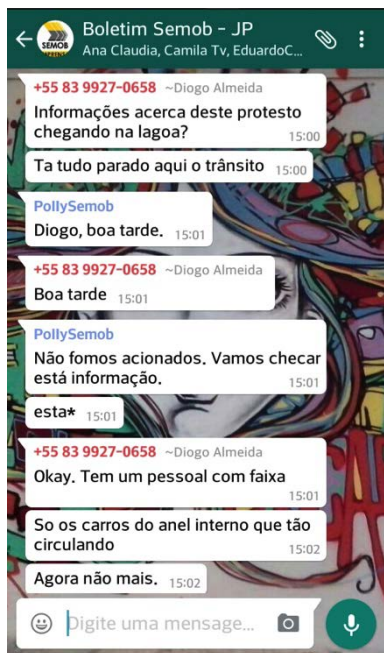 SEMOB
Boletim Semob - JP
Ana Claudia, Camila Tv, EduardoC...
+55 83 9927-0658 ~Diogo Almeida
Informações acerca deste protesto
chegando na lagoa?
15:00
Ta tudo parado aqui o trânsito 15:00
PollySemob
Diogo, boa tarde. 15:01
+55 83 9927-0658 ~Diogo Almeida
Boa tarde 15:01
PollySemob
Não fomos acionados. Vamos checar
está informação.
15:01
esta* 15:01
+55 83 9927-0658 ~Diogo Almeida
Okay. Tem um pessoal com faixa
15:01
So os carros do anel interno que tão
circulando
15:02
Agora não mais. 15:02
Digite uma mensage...